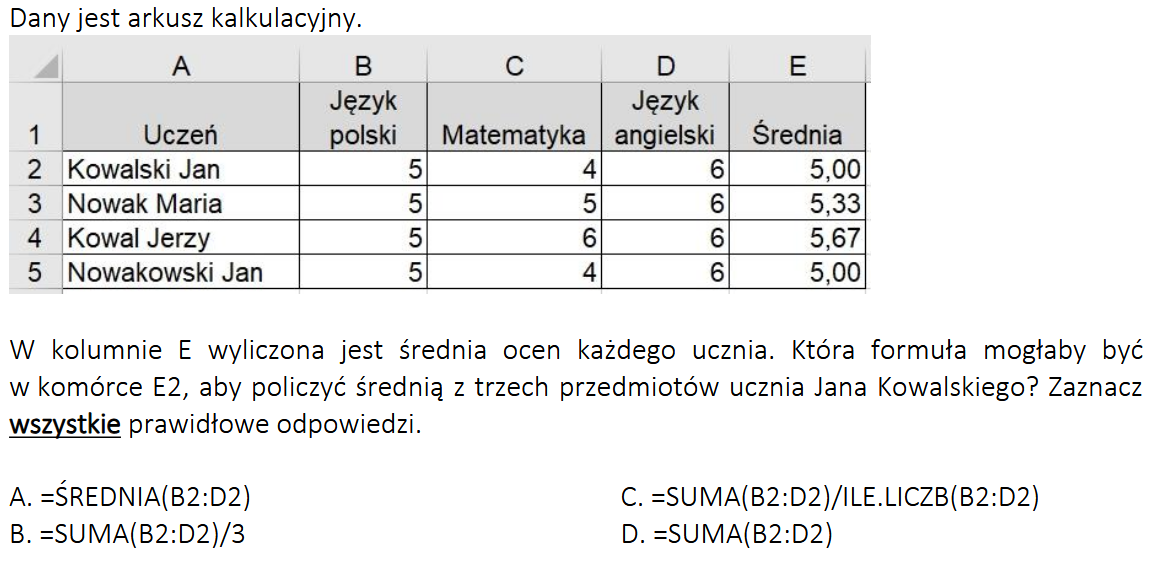 Dany jest arkusz kalkulacyjny.
A B C D E
1 Uczeń Język polski Matematyka Język angielski Średnia
2 Kowalski Jan 5 4 6 5,00
3 Nowak Maria 5 5 6 5,33
4 Kowal Jerzy 5 6 6 5,67
5 Nowakowski Jan 5 4 6 5,00
W kolumnie E wyliczona jest średnia ocen każdego ucznia. Która formuła mogłaby być
w komórce E2, aby policzyć średnią z trzech przedmiotów ucznia Jana Kowalskiego? Zaznacz
wszystkie prawidłowe odpowiedzi.
A. =ŚREDNIA(B2:D2)
B. =SUMA(B2:D2)/3
C. =SUMA(B2:D2)/ILE.LICZB(B2:D2)
D. =SUMA(B2:D2)